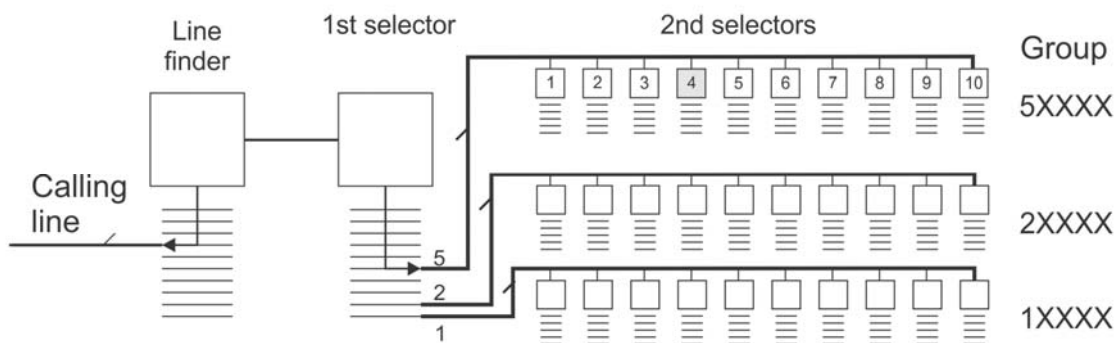 Line
finder
1st selector
2nd selectors
Group
1 2 3 4 5 6 7 8 9 10
5XXXX
Calling
line
5
2
1
2XXXX
1XXXX